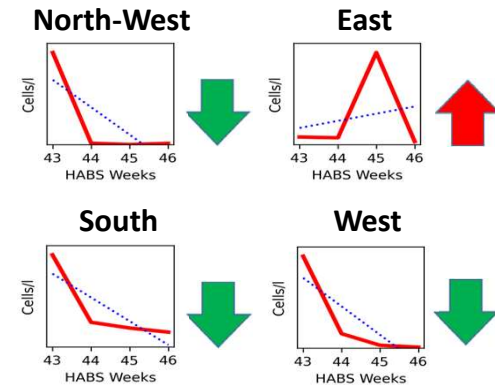 North-West
Cells/l
43 44 45 46
HABS Weeks
East
Cells/l
43 44 45 46
HABS Weeks
South
Cells/l
43 44 45 46
HABS Weeks
West
Cells/l
43 44 45 46
HABS Weeks